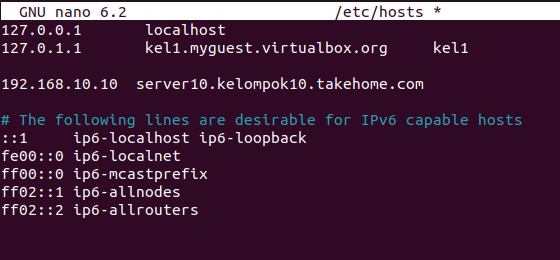 GNU nano 6.2 /etc/hosts *
127.0.0.1 localhost
127.0.1.1 kel1.myguest.virtualbox.org kel1
192.168.10.10 server10.kelompok10.takehome.com
# The following lines are desirable for IPv6 capable hosts
::1 ip6-localhost ip6-loopback
fe00::0 ip6-localnet
ff00::0 ip6-mcastprefix
ff02::1 ip6-allnodes
ff02::2 ip6-allrouters